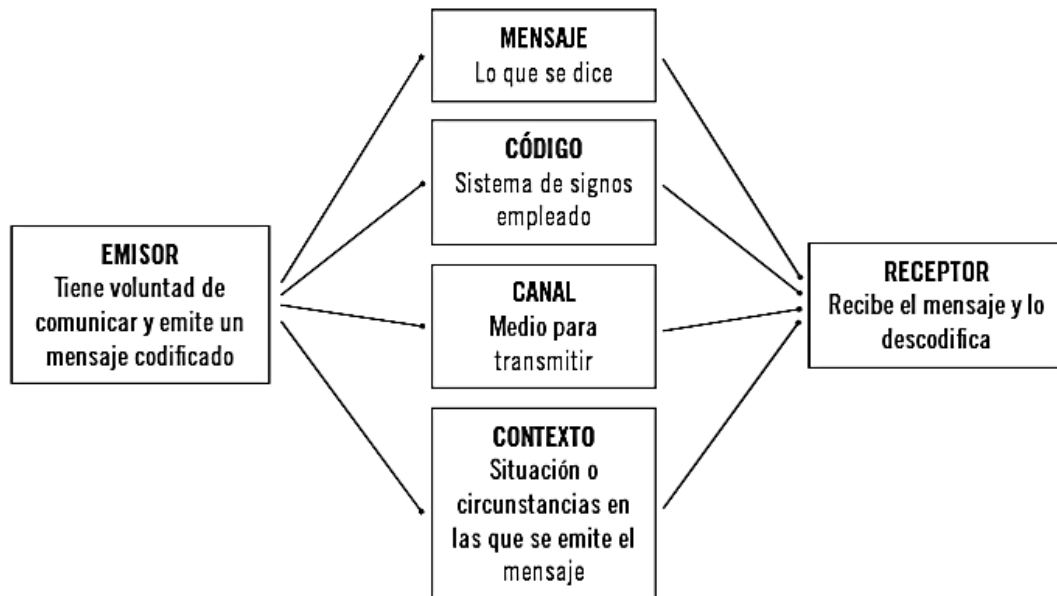 MENSAJE
Lo que se dice
CÓDIGO
Sistema de signos
empleado
EMISOR
Tiene voluntad de
comunicar y emite un
mensaje codificado
CANAL
Medio para
transmitir
RECEPTOR
Recibe el mensaje y lo
descodifica
CONTEXTO
Situación o
circunstancias en
las que se emite el
mensaje